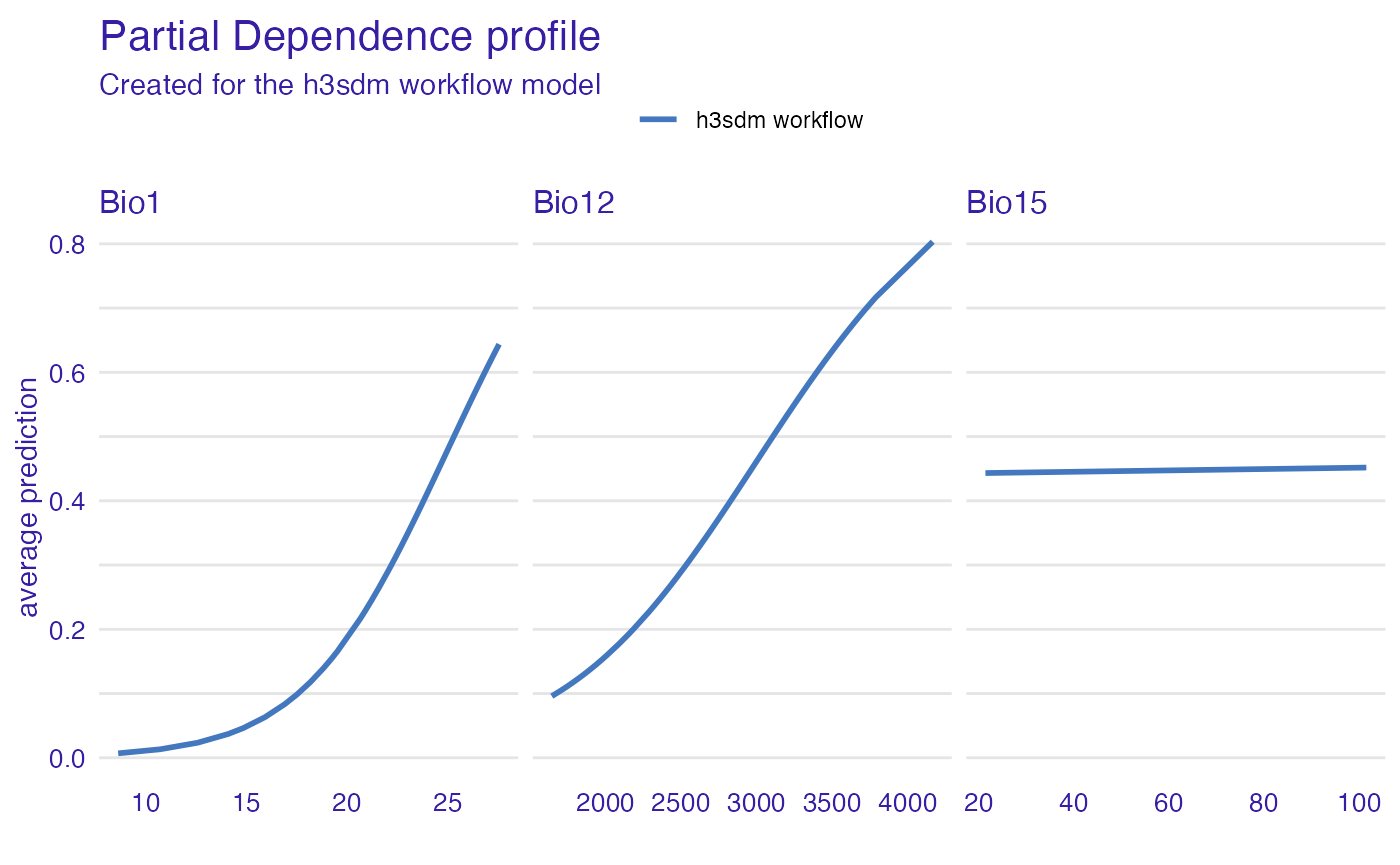 Partial Dependence profile
Created for the h3sdm workflow model
h3sdm workflow
Bio1 Bio12 Bio15
average prediction
0.8
0.6
0.4
0.2
0.0
10 15 20 25 2000 2500 3000 3500 4000 20 40 60 80 100